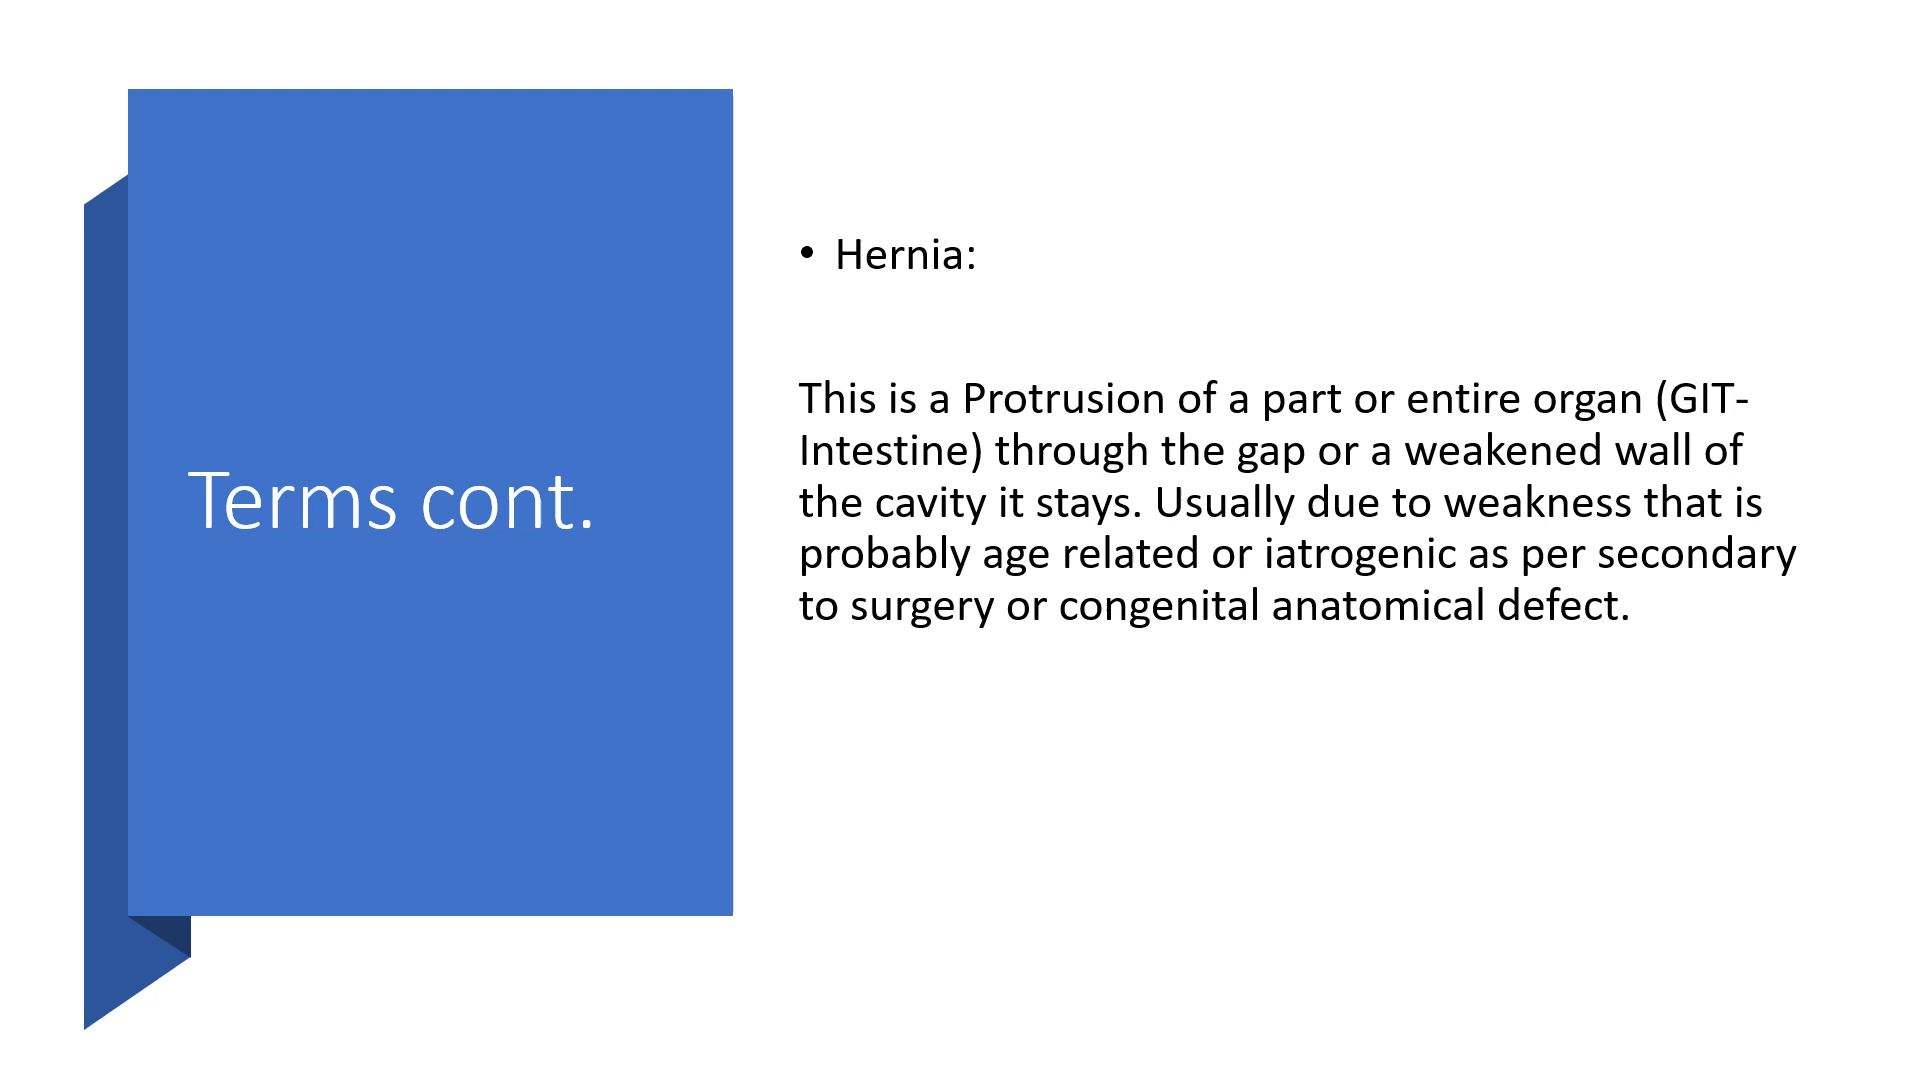 Terms cont.
• Hernia:
This is a Protrusion of a part or entire organ (GIT-
Intestine) through the gap or a weakened wall of
the cavity it stays. Usually due to weakness that is
probably age related or iatrogenic as per secondary
to surgery or congenital anatomical defect.